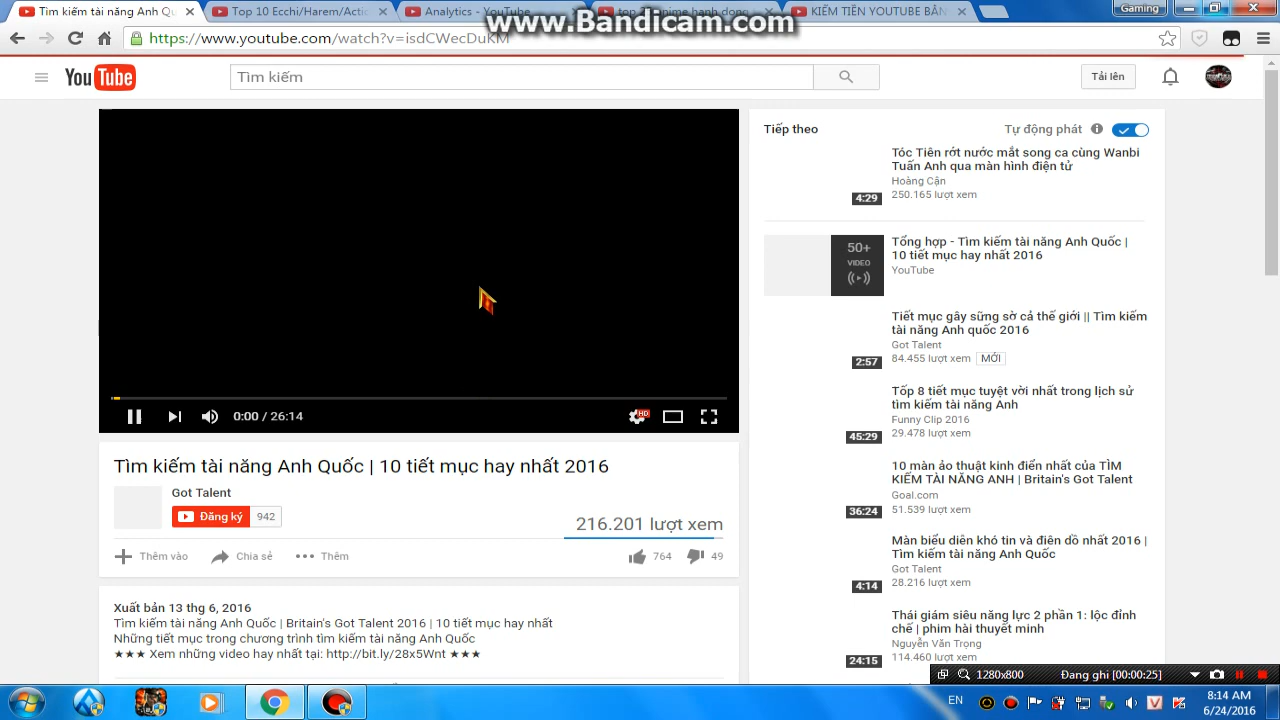 Tìm kiếm tài năng Anh Qu
Top 10 Ecchi/Harem/Actio
Analytics - YouTube
KIẾM TIỀN YOUTUBE BẰN
Gaming
www.Bandicam.com
https://www.youtube.com/watch?v=isdCWecDuKM
YouTube
Tìm kiếm
Tải lên
0:00 / 26:14
HD
Tìm kiếm tài năng Anh Quốc | 10 tiết mục hay nhất 2016
Got Talent
Đăng ký
942
216.201 lượt xem
Thêm vào
Chia sẻ
Thêm
764
49
Xuất bản 13 thg 6, 2016
Tìm kiếm tài năng Anh Quốc | Britain's Got Talent 2016 | 10 tiết mục hay nhất
Những tiết mục trong chương trình tìm kiếm tài năng Anh Quốc
★★★ Xem những video hay nhất tại: http://bit.ly/28x5Wnt ★★★
Tiếp theo
Tự động phát
Tóc Tiên rớt nước mắt song ca cùng Wanbi
Tuấn Anh qua màn hình điện tử
Hoàng Cận
250.165 lượt xem
4:29
Tổng hợp - Tìm kiếm tài năng Anh Quốc |
10 tiết mục hay nhất 2016
YouTube
50+
VIDEO
Tiết mục gây sững sờ cả thế giới || Tìm kiếm
tài năng Anh quốc 2016
Got Talent
84.455 lượt xem MỚI
2:57
Tốp 8 tiết mục tuyệt vời nhất trong lịch sử
tìm kiếm tài năng Anh
Funny Clip 2016
29.478 lượt xem
45:29
10 màn ảo thuật kinh điển nhất của TÌM
KIẾM TÀI NĂNG ANH | Britain's Got Talent
Goal.com
51.539 lượt xem
36:24
Màn biểu diễn khó tin và điên dồ nhất 2016 |
Tìm kiếm tài năng Anh Quốc
Got Talent
28.216 lượt xem
4:14
Thái giám siêu năng lực 2 phần 1: lộc đỉnh
chế | phim hài thuyết minh
Nguyễn Văn Trọng
114.460 lượt xem
24:15
1280x800
Đang ghi [00:00:25]
EN
8:14 AM
6/24/2016